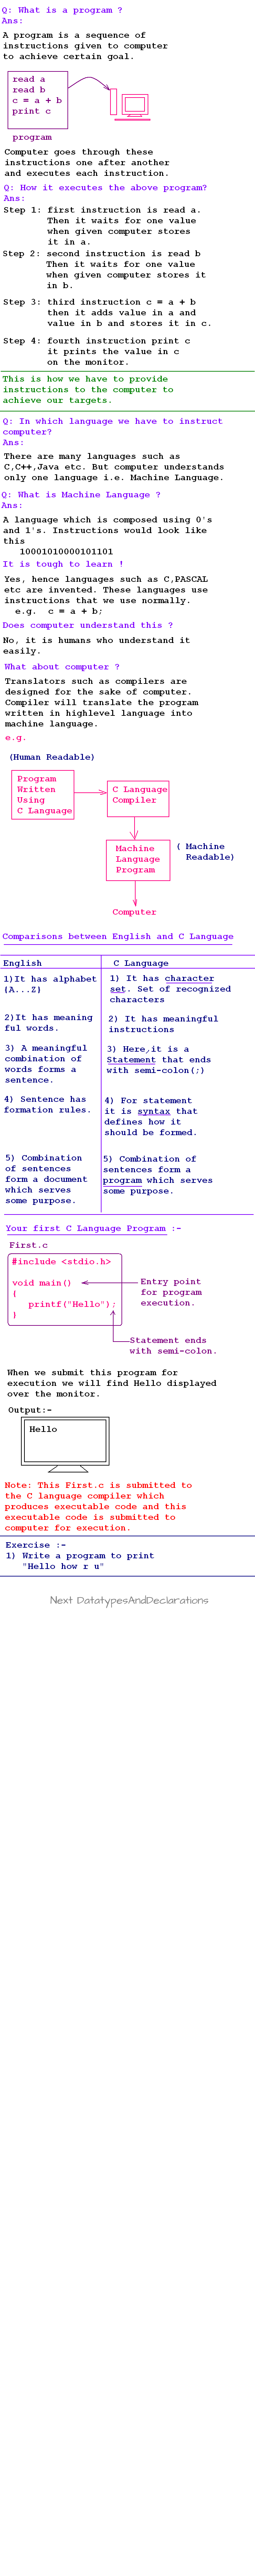 Q: What is a program ?
Ans:
A program is a sequence of
instructions given to computer
to achieve certain goal.
read a
read b
c = a + b
print c
program
Computer goes through these
instructions one after another
and executes each instruction.
Q: How it executes the above program?
Ans:
Step 1: first instruction is read a.
Then it waits for one value
when given computer stores
it in a.
Step 2: second instruction is read b
Then it waits for one value
when given computer stores it
in b.
Step 3: third instruction c = a + b
then it adds value in a and
value in b and stores it in c.
Step 4: fourth instruction print c
it prints the value in c
on the monitor.
This is how we have to provide
instructions to the computer to
achieve our targets.
Q: In which language we have to instruct
computer?
Ans:
There are many languages such as
C,C++,Java etc. But computer understands
only one language i.e. Machine Language.
Q: What is Machine Language ?
Ans:
A language which is composed using 0's
and 1's. Instructions would look like
this
10001010000101101
It is tough to learn !
Yes, hence languages such as C,PASCAL
etc are invented. These languages use
instructions that we use normally.
e.g. c = a + b;
Does computer understand this ?
No, it is humans who understand it
easily.
What about computer ?
Translators such as compilers are
designed for the sake of computer.
Compiler will translate the program
written in highlevel language into
machine language.
e.g.
(Human Readable)
Program
Written
Using
C Language
C Language
Compiler
Machine
Language
Program
( Machine
Readable)
Computer
Comparisons between English and C Language
English C Language
1)It has alphabet
{A...Z}
1) It has character
set. Set of recognized
characters
2)It has meaning
ful words.
2) It has meaningful
instructions
3) A meaningful
combination of
words forms a
sentence.
3) Here,it is a
Statement that ends
with semi-colon(;)
4) Sentence has
formation rules.
4) For statement
it is syntax that
defines how it
should be formed.
5) Combination
of sentences
form a document
which serves
some purpose.
5) Combination of
sentences form a
program which serves
some purpose.
Your first C Language Program :-
First.c
#include <stdio.h>
void main()
{
printf("Hello");
}
Entry point
for program
execution.
Statement ends
with semi-colon.
When we submit this program for
execution we will find Hello displayed
over the monitor.
Output:-
Hello
Note: This First.c is submitted to
the C language compiler which
produces executable code and this
executable code is submitted to
computer for execution.
Exercise :-
1) Write a program to print
"Hello how r u"
Next DatatypesAndDeclarations